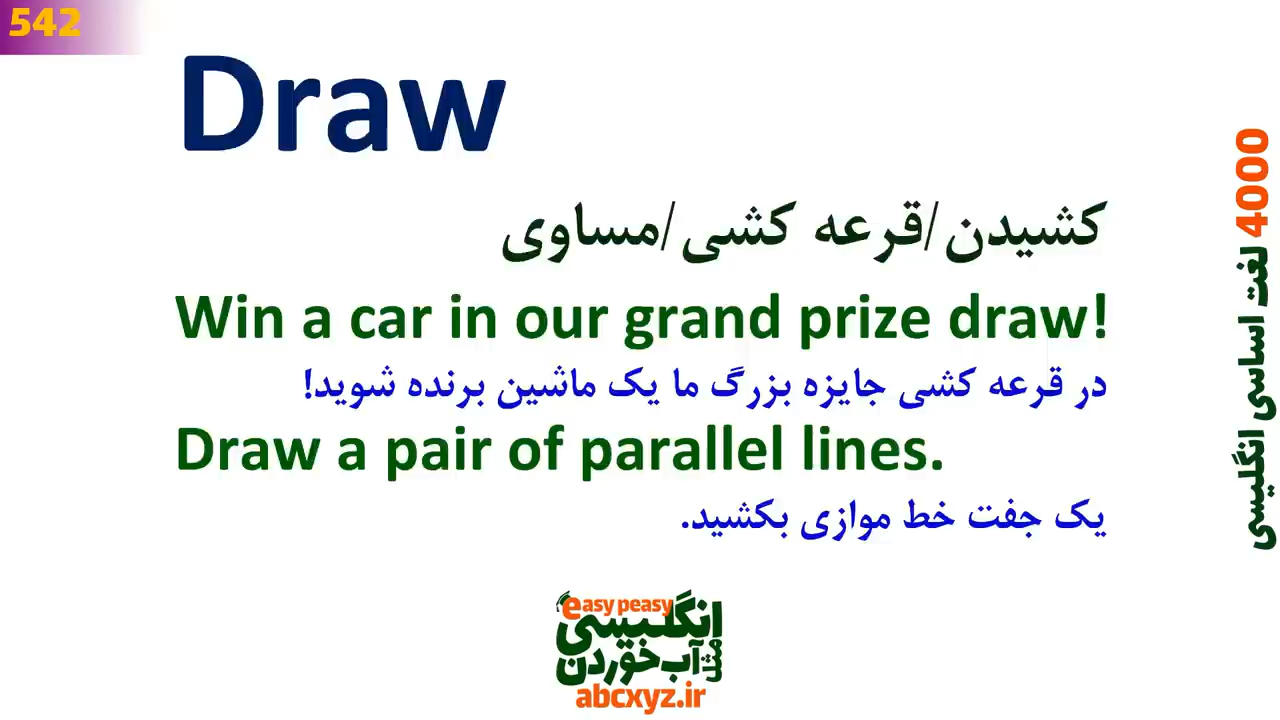 542
Draw
کشیدن/قرعه کشی/مساوی
Win a car in our grand prize draw!
در قرعه کشی جایزه بزرگ ما یک ماشین برنده شوید!
Draw a pair of parallel lines.
یک جفت خط موازی بکشید.
4000 لغت اساسی انگلیسی
easy peasy
انگلیسی
مثل آب خوردن
abcxyz.ir